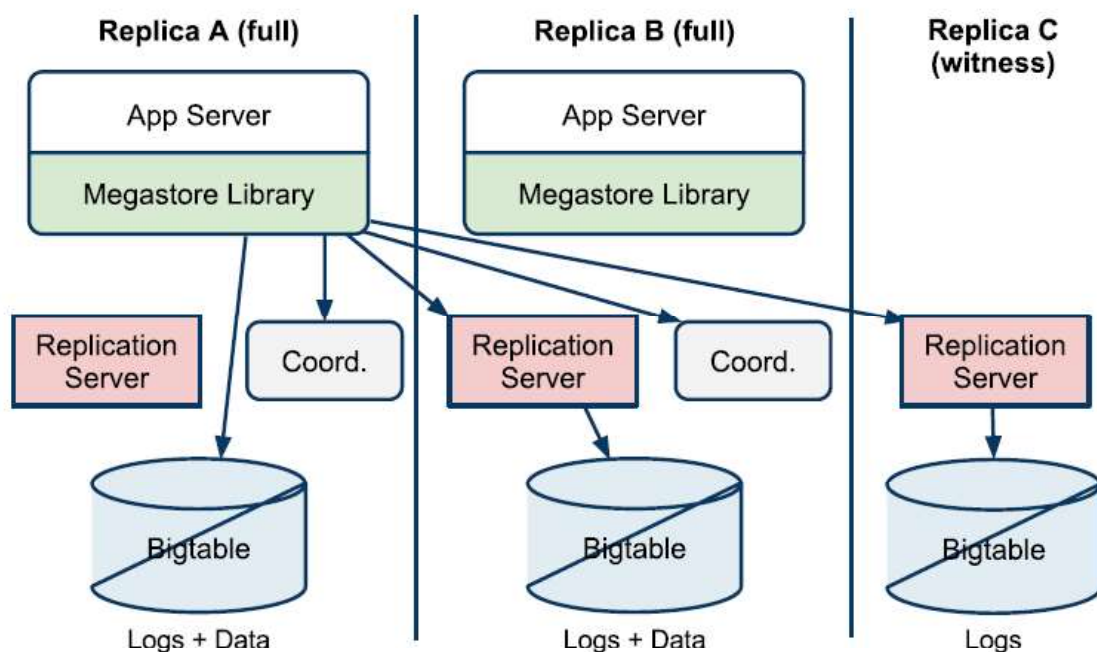 Replica A (full)
Replica B (full)
Replica C
(witness)
App Server
Megastore Library
App Server
Megastore Library
Replication
Server
Coord.
Replication
Server
Coord.
Replication
Server
Bigtable
Bigtable
Bigtable
Logs + Data
Logs + Data
Logs